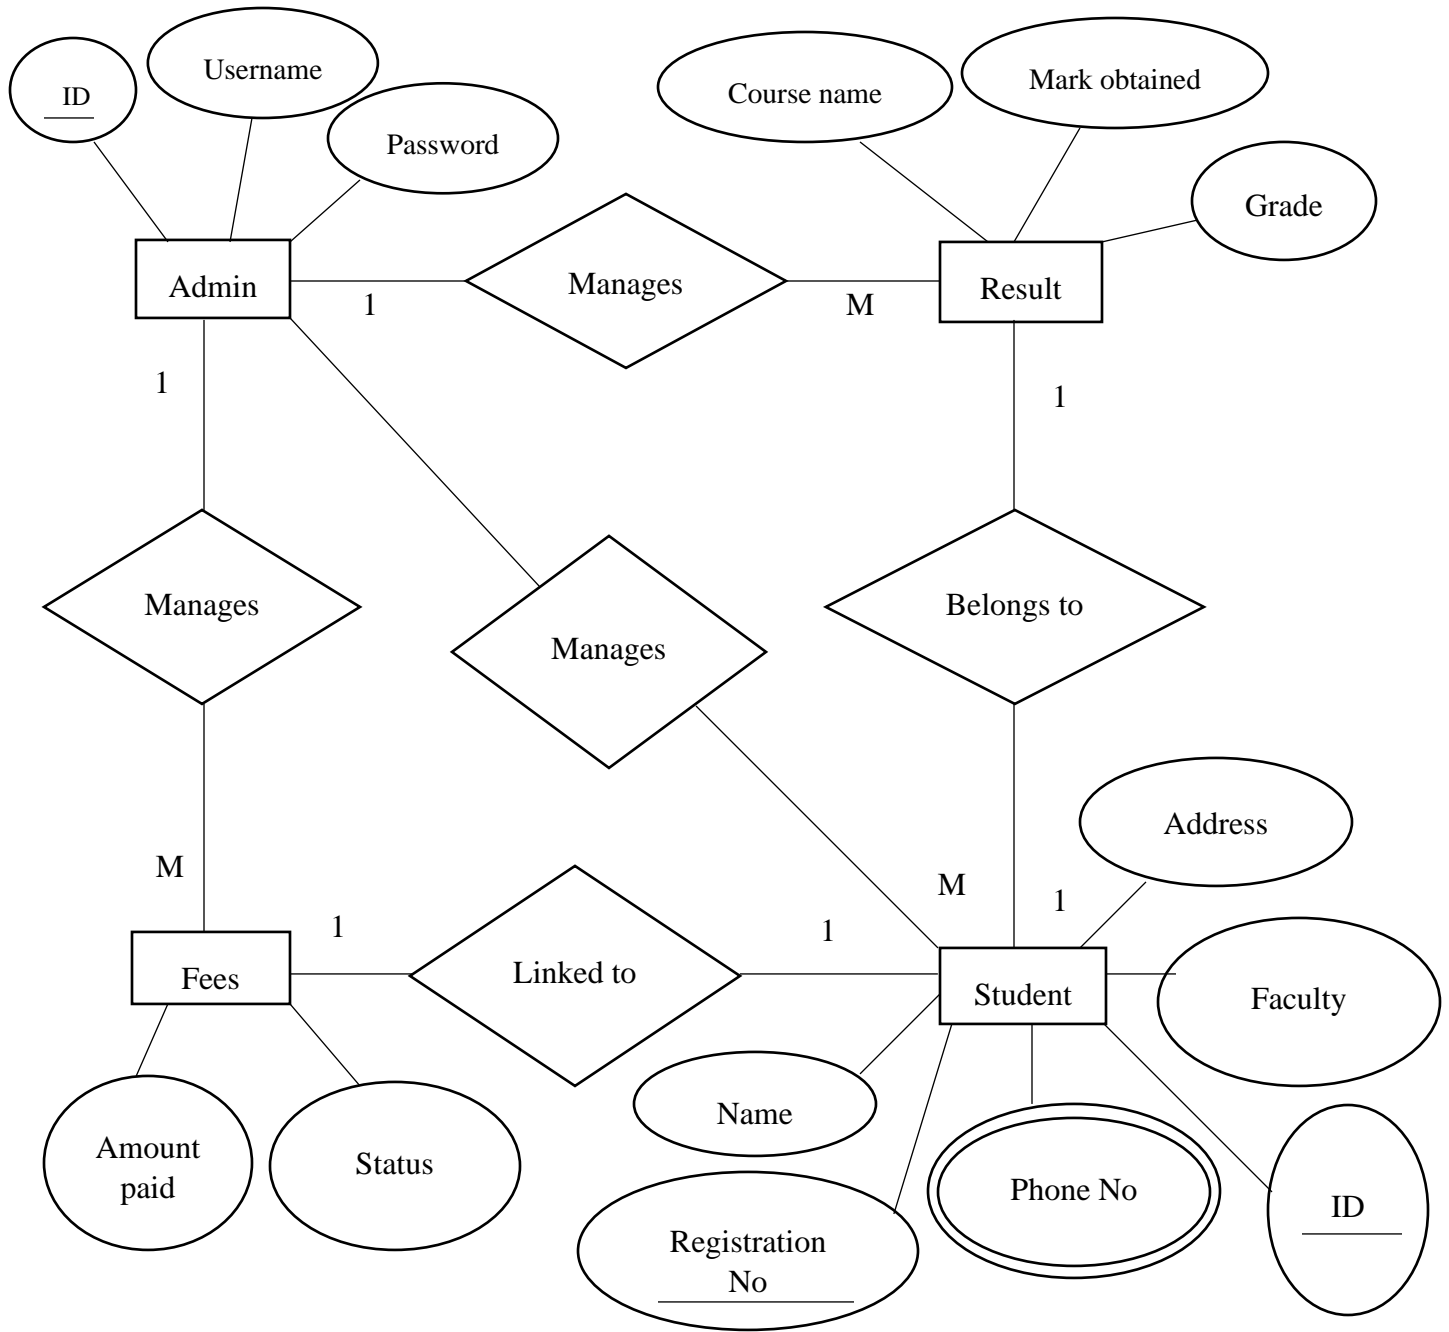 Username
ID
Password
Course name
Mark obtained
Grade
Admin
Manages
Result
1
M
1
1
Manages
Manages
Belongs to
Address
M
M
1
1
1
Fees
Linked to
Student
Faculty
Name
Amount
paid
Status
Phone No
ID
Registration
No